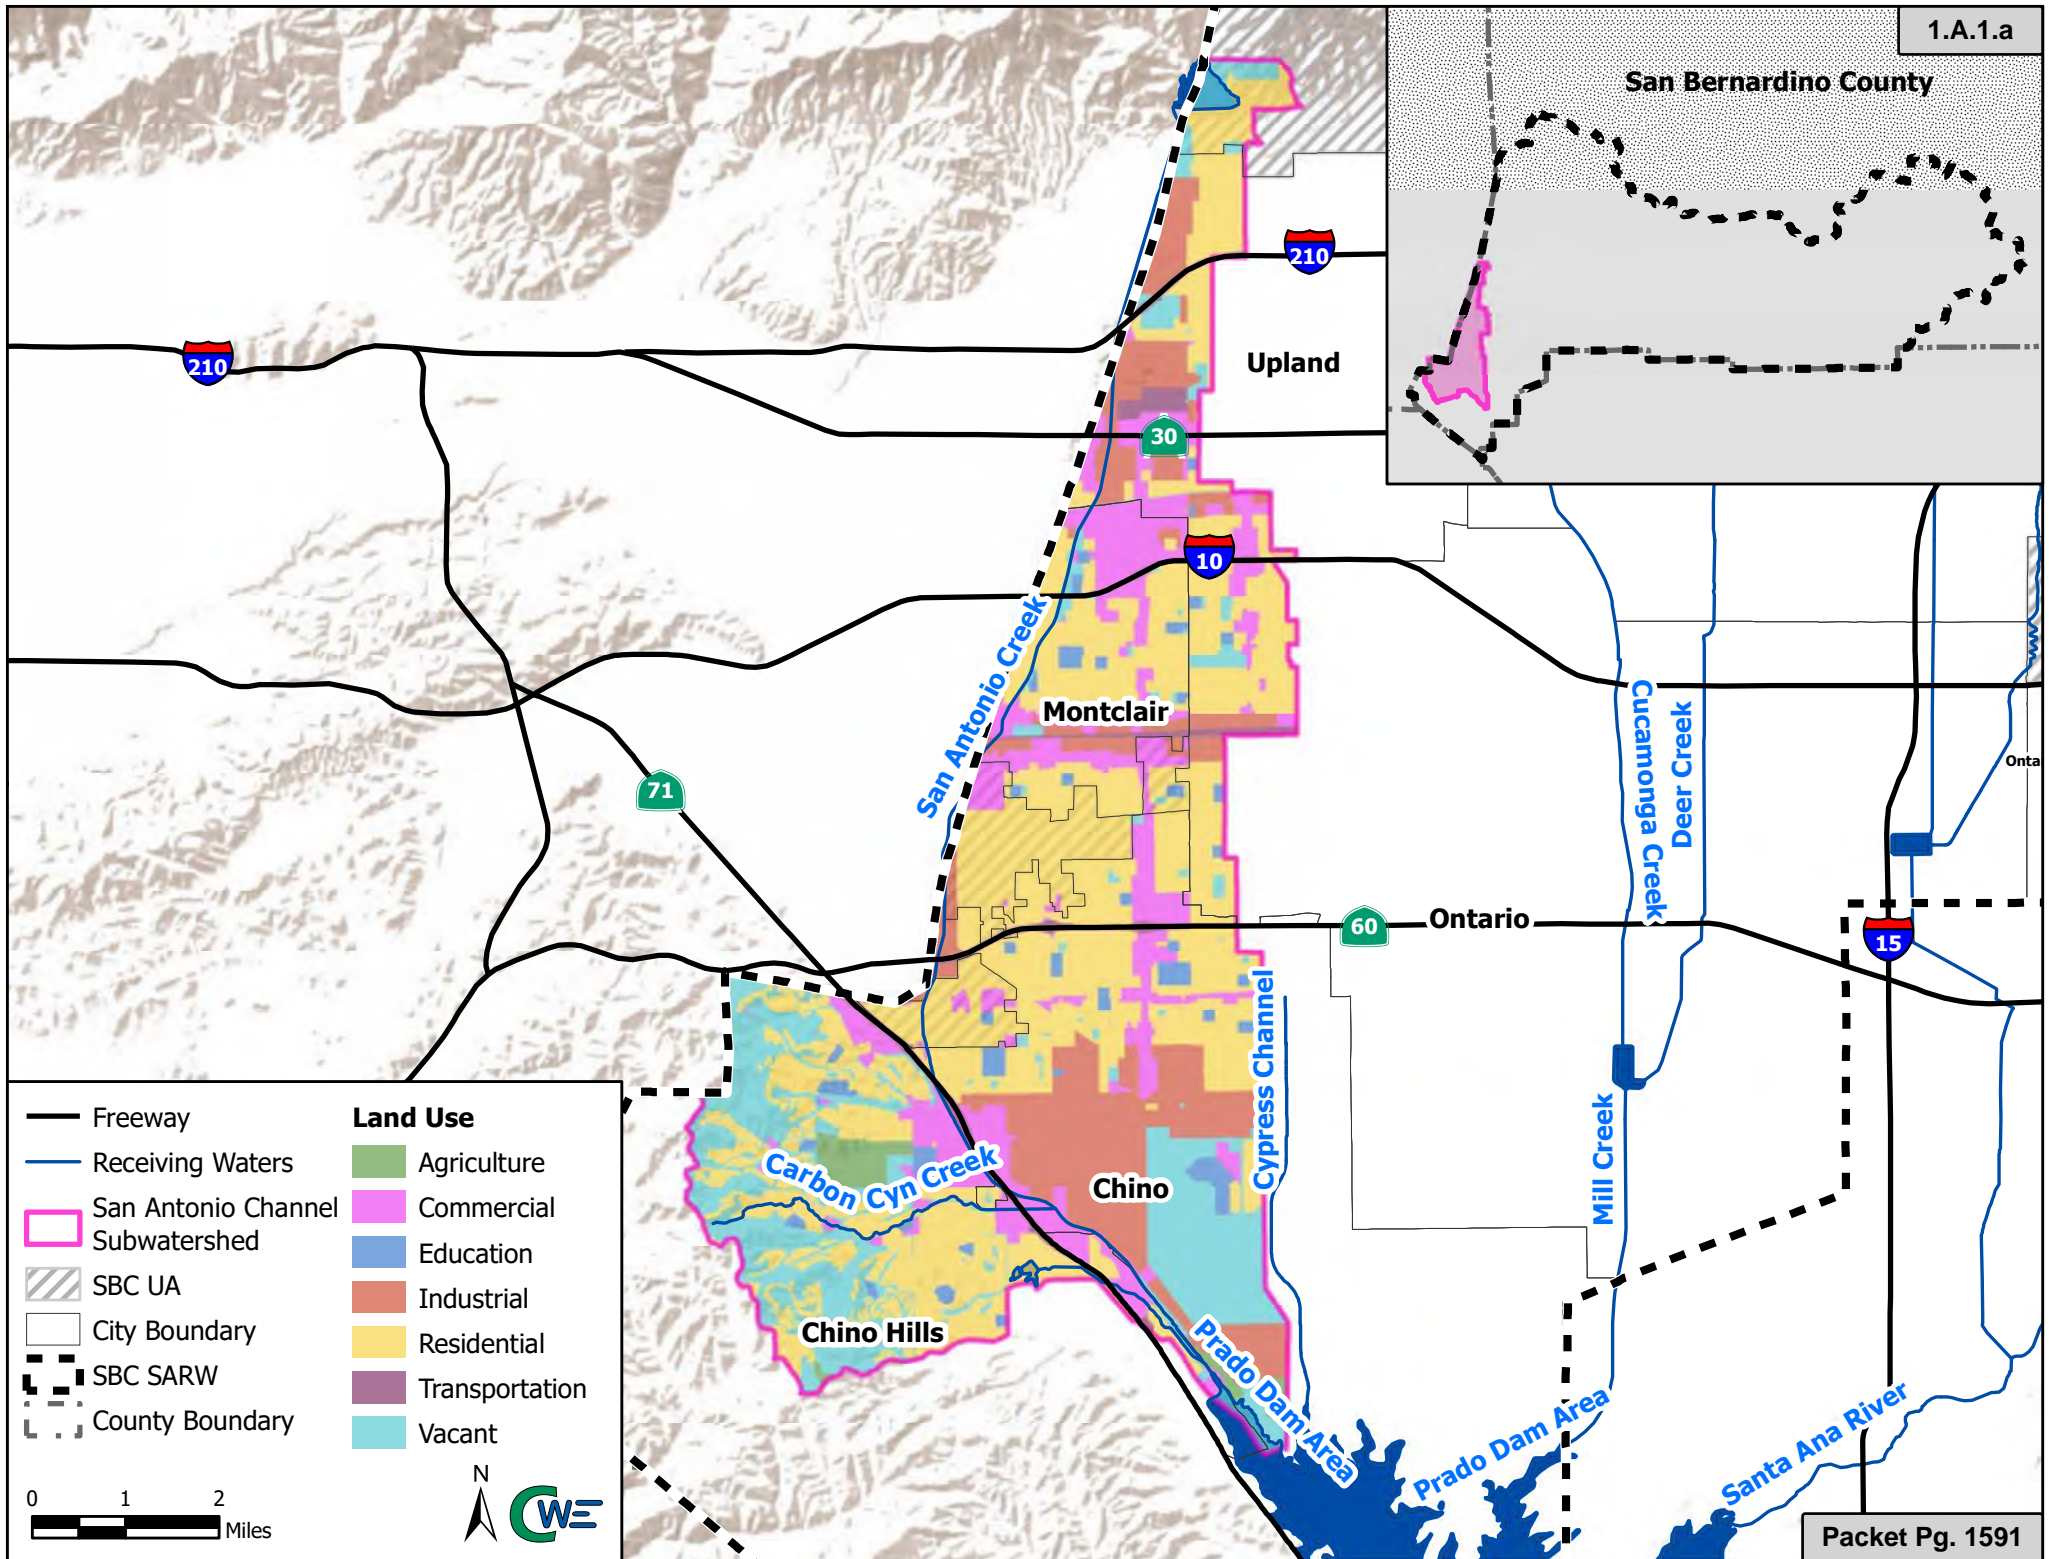 1.A.1.a
San Bernardino County
210
210
Upland
30
10
San Antonio Creek
Montclair
Cucamonga Creek
Deer Creek
Onta
71
60
Ontario
15
Cypress Channel
Mill Creek
Carbon Cyn Creek
Chino
Chino Hills
Prado Dam Area
Prado Dam Area
Santa Ana River
Freeway
Receiving Waters
San Antonio Channel
Subwatershed
SBC UA
City Boundary
SBC SARW
County Boundary
Land Use
Agriculture
Commercial
Education
Industrial
Residential
Transportation
Vacant
0 1 2
Miles
N
CWE
Packet Pg. 1591